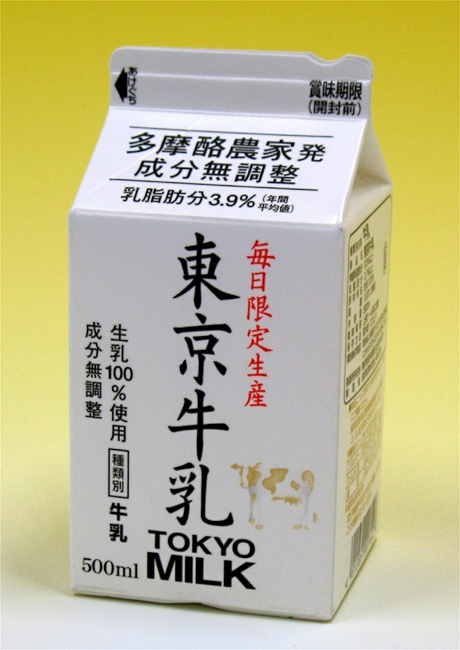 あけぐち
賞味期限
(開封前)
多摩酪農家発
成分無調整
乳脂肪分3.9%(年間平均値)
毎日限定生産
東京牛乳
生乳100%使用
成分無調整
種類別 牛乳
TOKYO
MILK
500ml